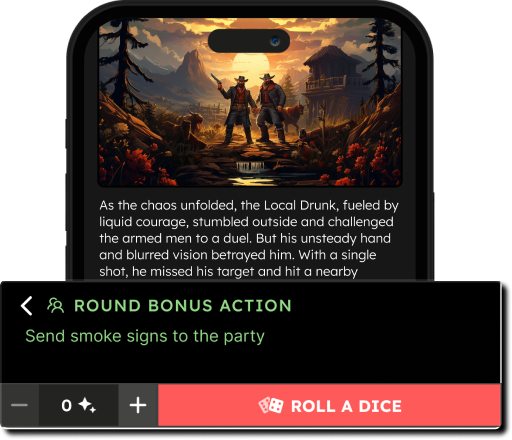 As the chaos unfolded, the Local Drunk, fueled by
liquid courage, stumbled outside and challenged
the armed men to a duel. But his unsteady hand
and blurred vision betrayed him. With a single
shot, he missed his target and hit a nearby
ROUND BONUS ACTION
Send smoke signs to the party
0
ROLL A DICE